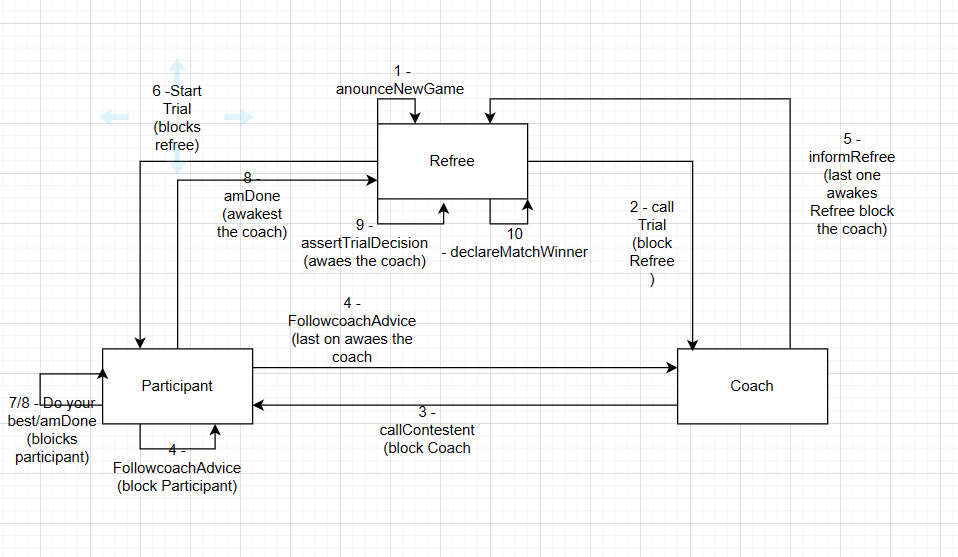 1 -
anounceNewGame
6 -Start
Trial
(blocks
refree)
Refree
5 -
informRefree
(last one
awakes
Refree block
the coach)
8 -
amDone
(awakest
the coach)
2 - call
Trial
(block
Refree
)
9 -
assertTrialDecision
(awaes the coach)
10
- declareMatchWinner
4 -
FollowcoachAdvice
(last on awaes the
coach
Participant
Coach
7/8 - Do your
best/amDone
(bloicks
participant)
3 -
callContestent
(block Coach
4 -
FollowcoachAdvice
(block Participant)